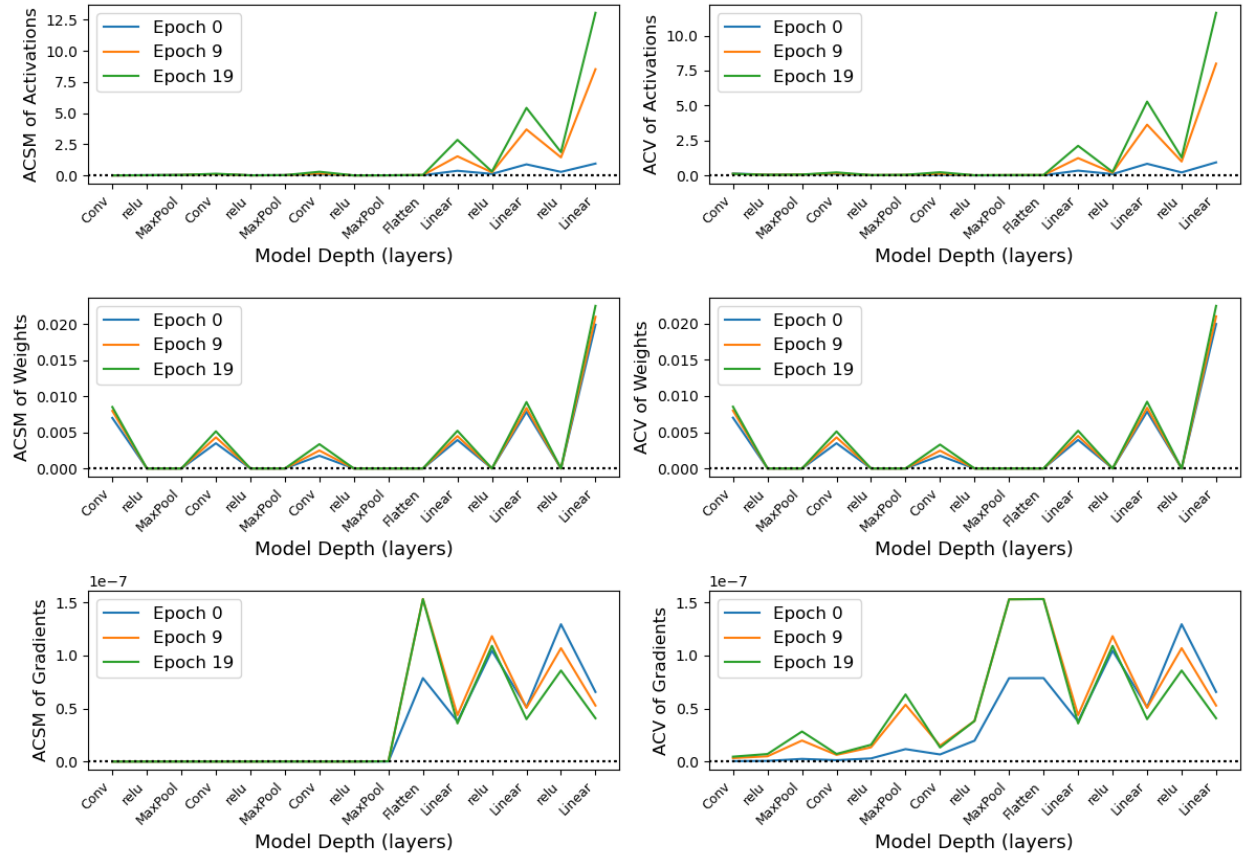 ACSM of Activations
12.5
10.0
7.5
5.0
2.5
0.0
Epoch 0
Epoch 9
Epoch 19
Conv
relu
MaxPool
Conv
relu
MaxPool
Conv
relu
MaxPool
Flatten
Linear
relu
Linear
relu
Linear
Model Depth (layers)
ACV of Activations
10.0
7.5
5.0
2.5
0.0
Epoch 0
Epoch 9
Epoch 19
Conv
relu
MaxPool
Conv
relu
MaxPool
Conv
relu
MaxPool
Flatten
Linear
relu
Linear
relu
Linear
Model Depth (layers)
ACSM of Weights
0.020
0.015
0.010
0.005
0.000
Epoch 0
Epoch 9
Epoch 19
Conv
relu
MaxPool
Conv
relu
MaxPool
Conv
relu
MaxPool
Flatten
Linear
relu
Linear
relu
Linear
Model Depth (layers)
ACV of Weights
0.020
0.015
0.010
0.005
0.000
Epoch 0
Epoch 9
Epoch 19
Conv
relu
MaxPool
Conv
relu
MaxPool
Conv
relu
MaxPool
Flatten
Linear
relu
Linear
relu
Linear
Model Depth (layers)
1e−7
ACSM of Gradients
1.5
1.0
0.5
0.0
Epoch 0
Epoch 9
Epoch 19
Conv
relu
MaxPool
Conv
relu
MaxPool
Conv
relu
MaxPool
Flatten
Linear
relu
Linear
relu
Linear
Model Depth (layers)
1e−7
ACV of Gradients
1.5
1.0
0.5
0.0
Epoch 0
Epoch 9
Epoch 19
Conv
relu
MaxPool
Conv
relu
MaxPool
Conv
relu
MaxPool
Flatten
Linear
relu
Linear
relu
Linear
Model Depth (layers)